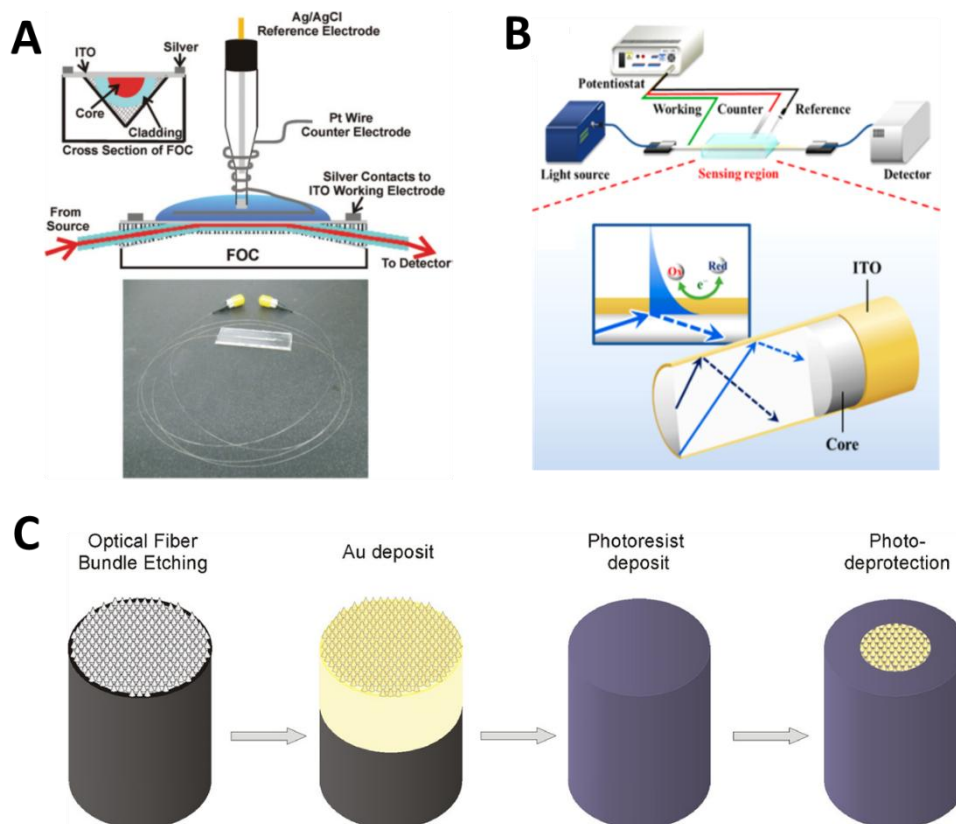 A
Ag/AgCl
Reference Electrode
ITO
Silver
Core
Cladding
Cross Section of FOC
Pt Wire
Counter Electrode
Silver Contacts to
ITO Working Electrode
From
Source
FOC
To Detector
B
Potentiostat
Working
Counter
Reference
Light source
Sensing region
Detector
Ox
Red
e⁻
ITO
Core
C
Optical Fiber
Bundle Etching
Au deposit
Photoresist
deposit
Photo-
deprotection